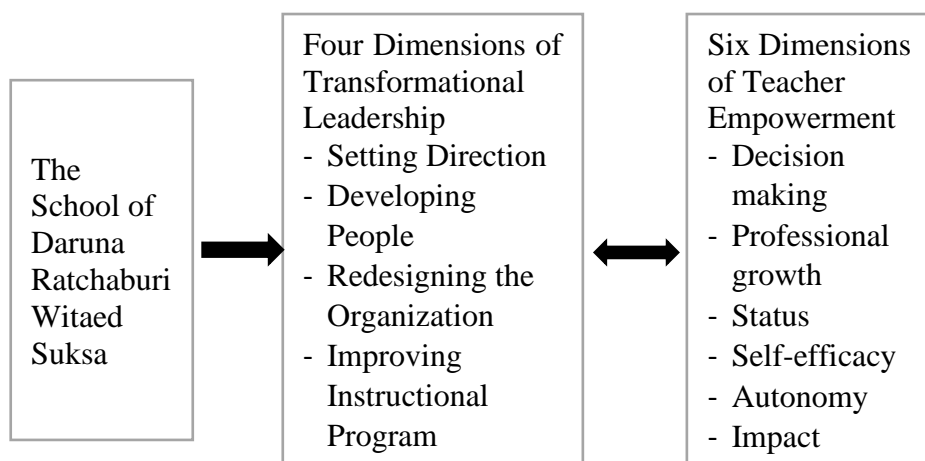 The
School of
Daruna
Ratchaburi
Witaed
Suksa
Four Dimensions of
Transformational
Leadership
- Setting Direction
- Developing
People
- Redesigning the
Organization
- Improving
Instructional
Program
Six Dimensions
of Teacher
Empowerment
- Decision
making
- Professional
growth
- Status
- Self-efficacy
- Autonomy
- Impact